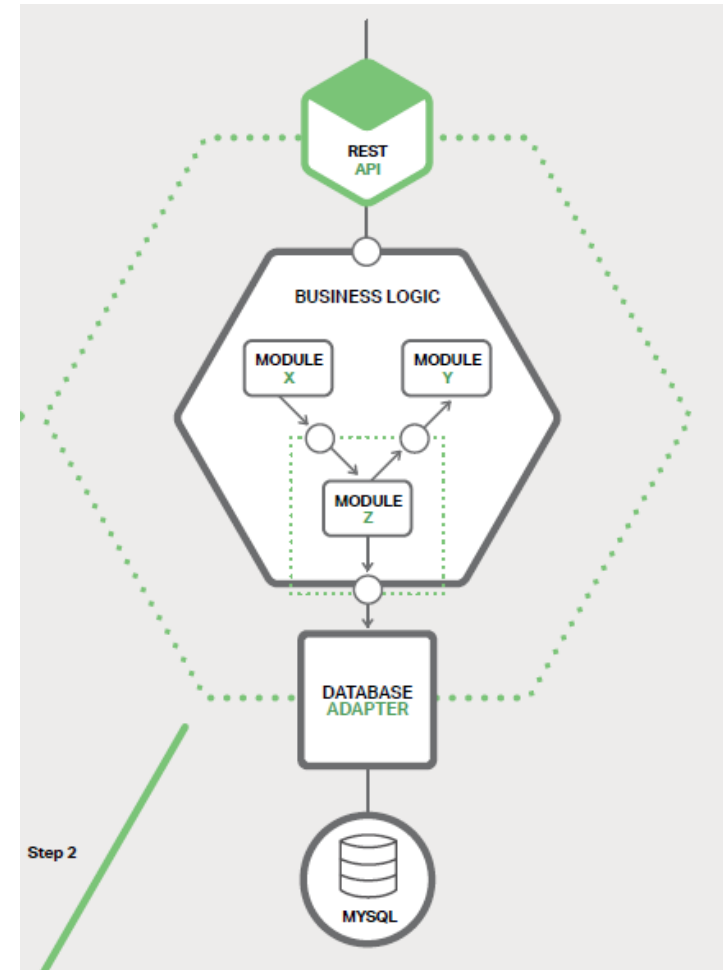 REST
API
BUSINESS LOGIC
MODULE
X
MODULE
Y
MODULE
Z
DATABASE
ADAPTER
Step 2
MYSQL